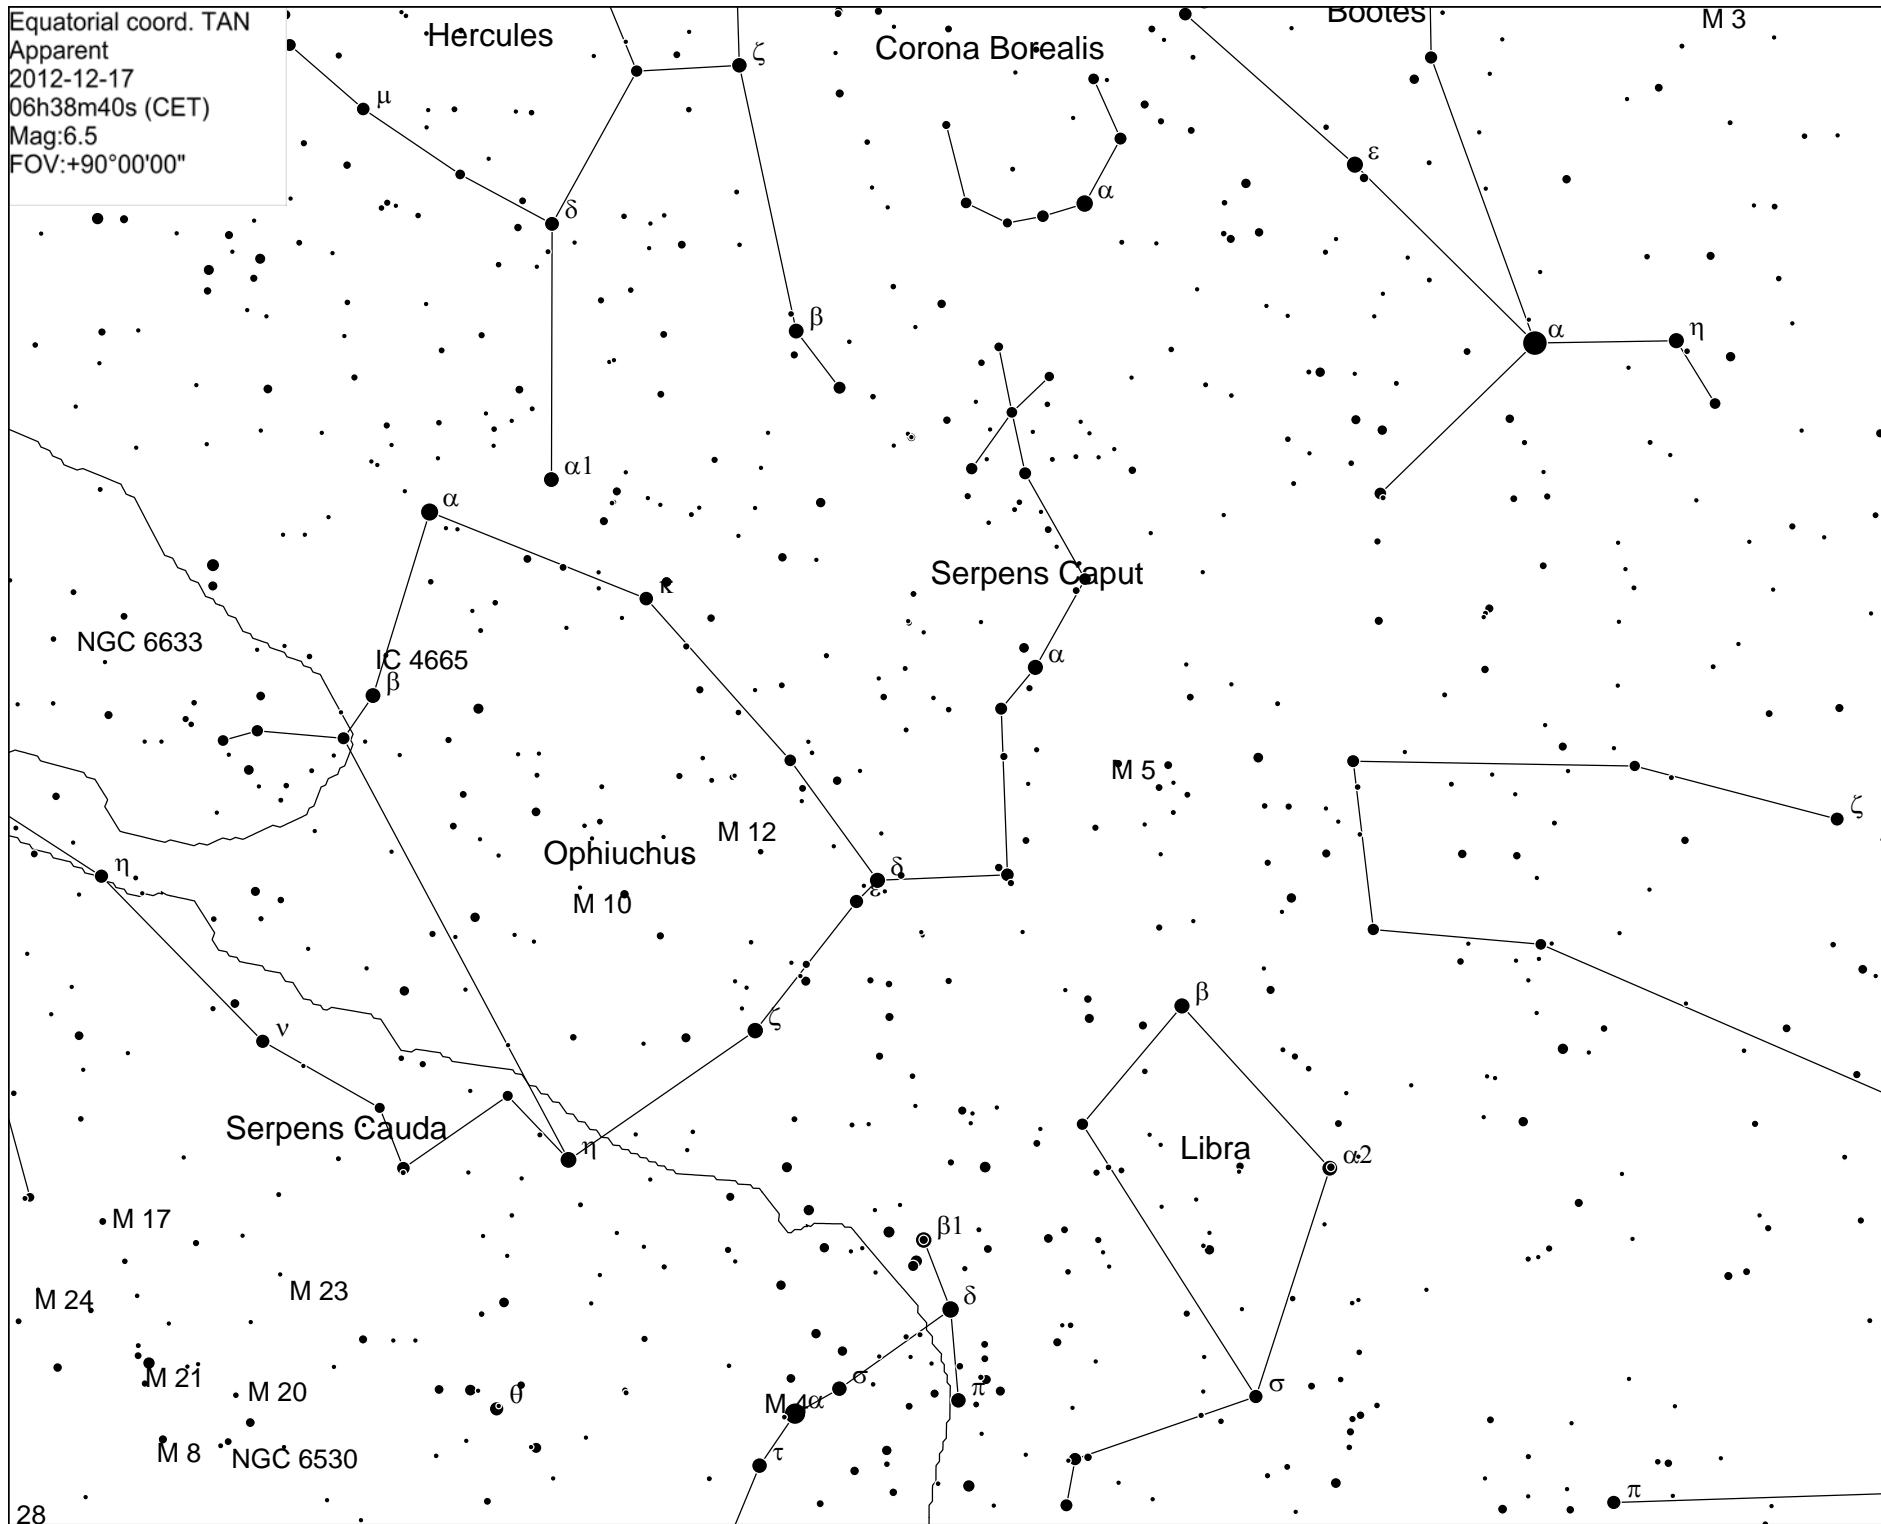 Equatorial coord. TAN
Apparent
2012-12-17
06h38m40s (CET)
Mag:6.5
FOV:+90°00'00"
Hercules
ζ
Corona Borealis
Bootes
M 3
μ
ε
δ
α
β
α
η
α1
α
κ
Serpens Caput
NGC 6633
IC 4665
β
α
M 5
ζ
M 12
Ophiuchus
δ
ε
η
M 10
β
ν
ζ
Serpens Cauda
η
Libra
α2
M 17
β1
M 23
M 24
δ
M 21
M 20
θ
σ
π
σ
M 4
α
M 8
NGC 6530
τ
π
28